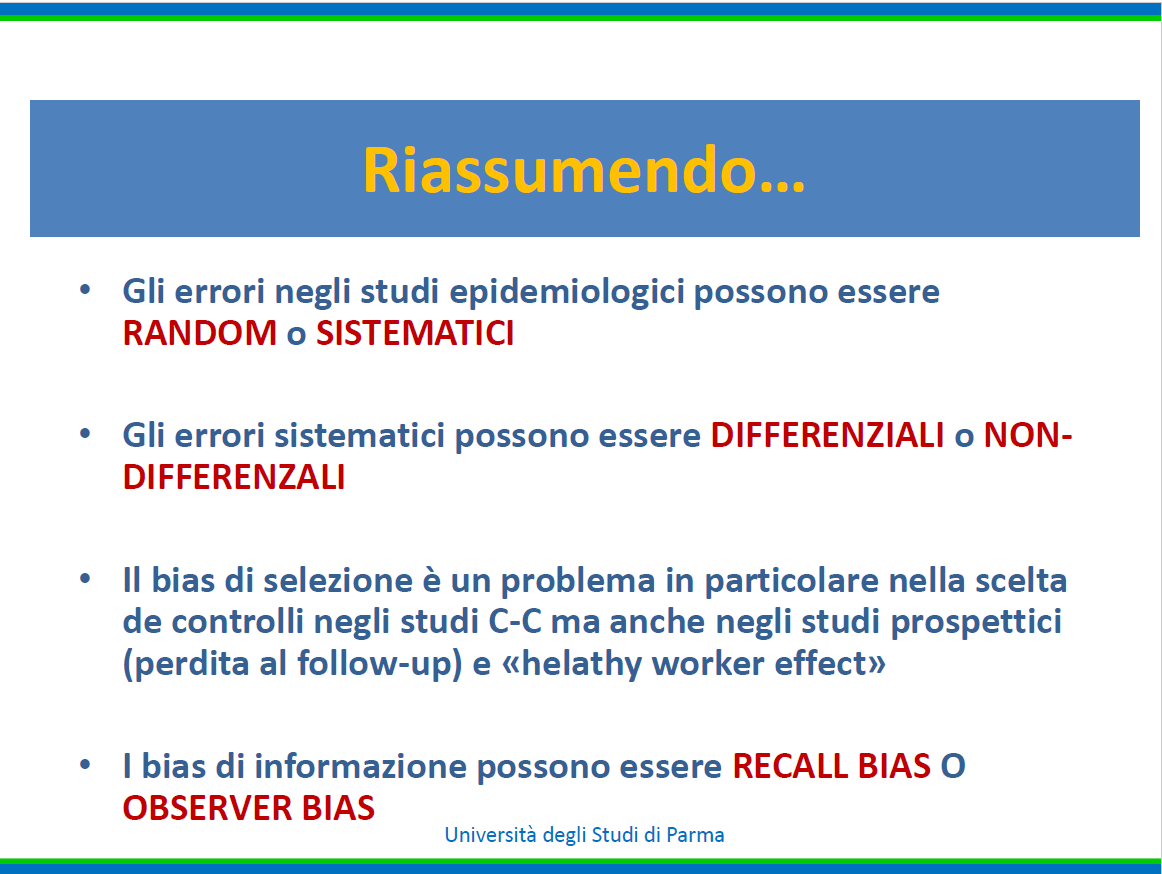 Riassumendo…
• Gli errori negli studi epidemiologici possono essere
RANDOM o SISTEMATICI
• Gli errori sistematici possono essere DIFFERENZIALI o NON-
DIFFERENZALI
• Il bias di selezione è un problema in particolare nella scelta
de controlli negli studi C-C ma anche negli studi prospettici
(perdita al follow-up) e «helathy worker effect»
• I bias di informazione possono essere RECALL BIAS O
OBSERVER BIAS
Università degli Studi di Parma